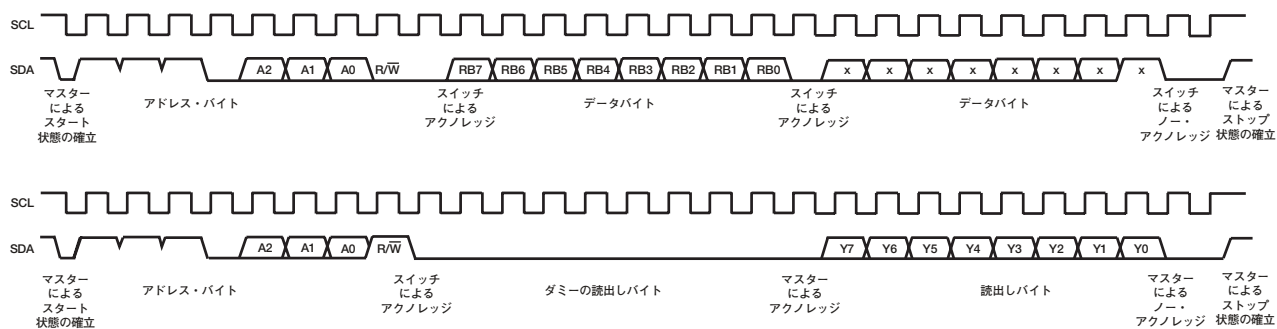 SCL
SDA
A2 A1 A0 R/W RB7 RB6 RB5 RB4 RB3 RB2 RB1 RB0 x x x x x x x x
マスター
による
スタート
状態の確立
アドレス・バイト
スイッチ
による
アクノレッジ
データバイト
スイッチ
による
アクノレッジ
データバイト
スイッチ
による
ノー・
アクノレッジ
マスター
による
ストップ
状態の確立
SCL
SDA
A2 A1 A0 R/W Y7 Y6 Y5 Y4 Y3 Y2 Y1 Y0
マスター
による
スタート
状態の確立
アドレス・バイト
スイッチ
による
アクノレッジ
ダミーの読出しバイト
マスター
による
アクノレッジ
読出しバイト
マスター
による
ノー・
アクノレッジ
マスター
による
ストップ
状態の確立